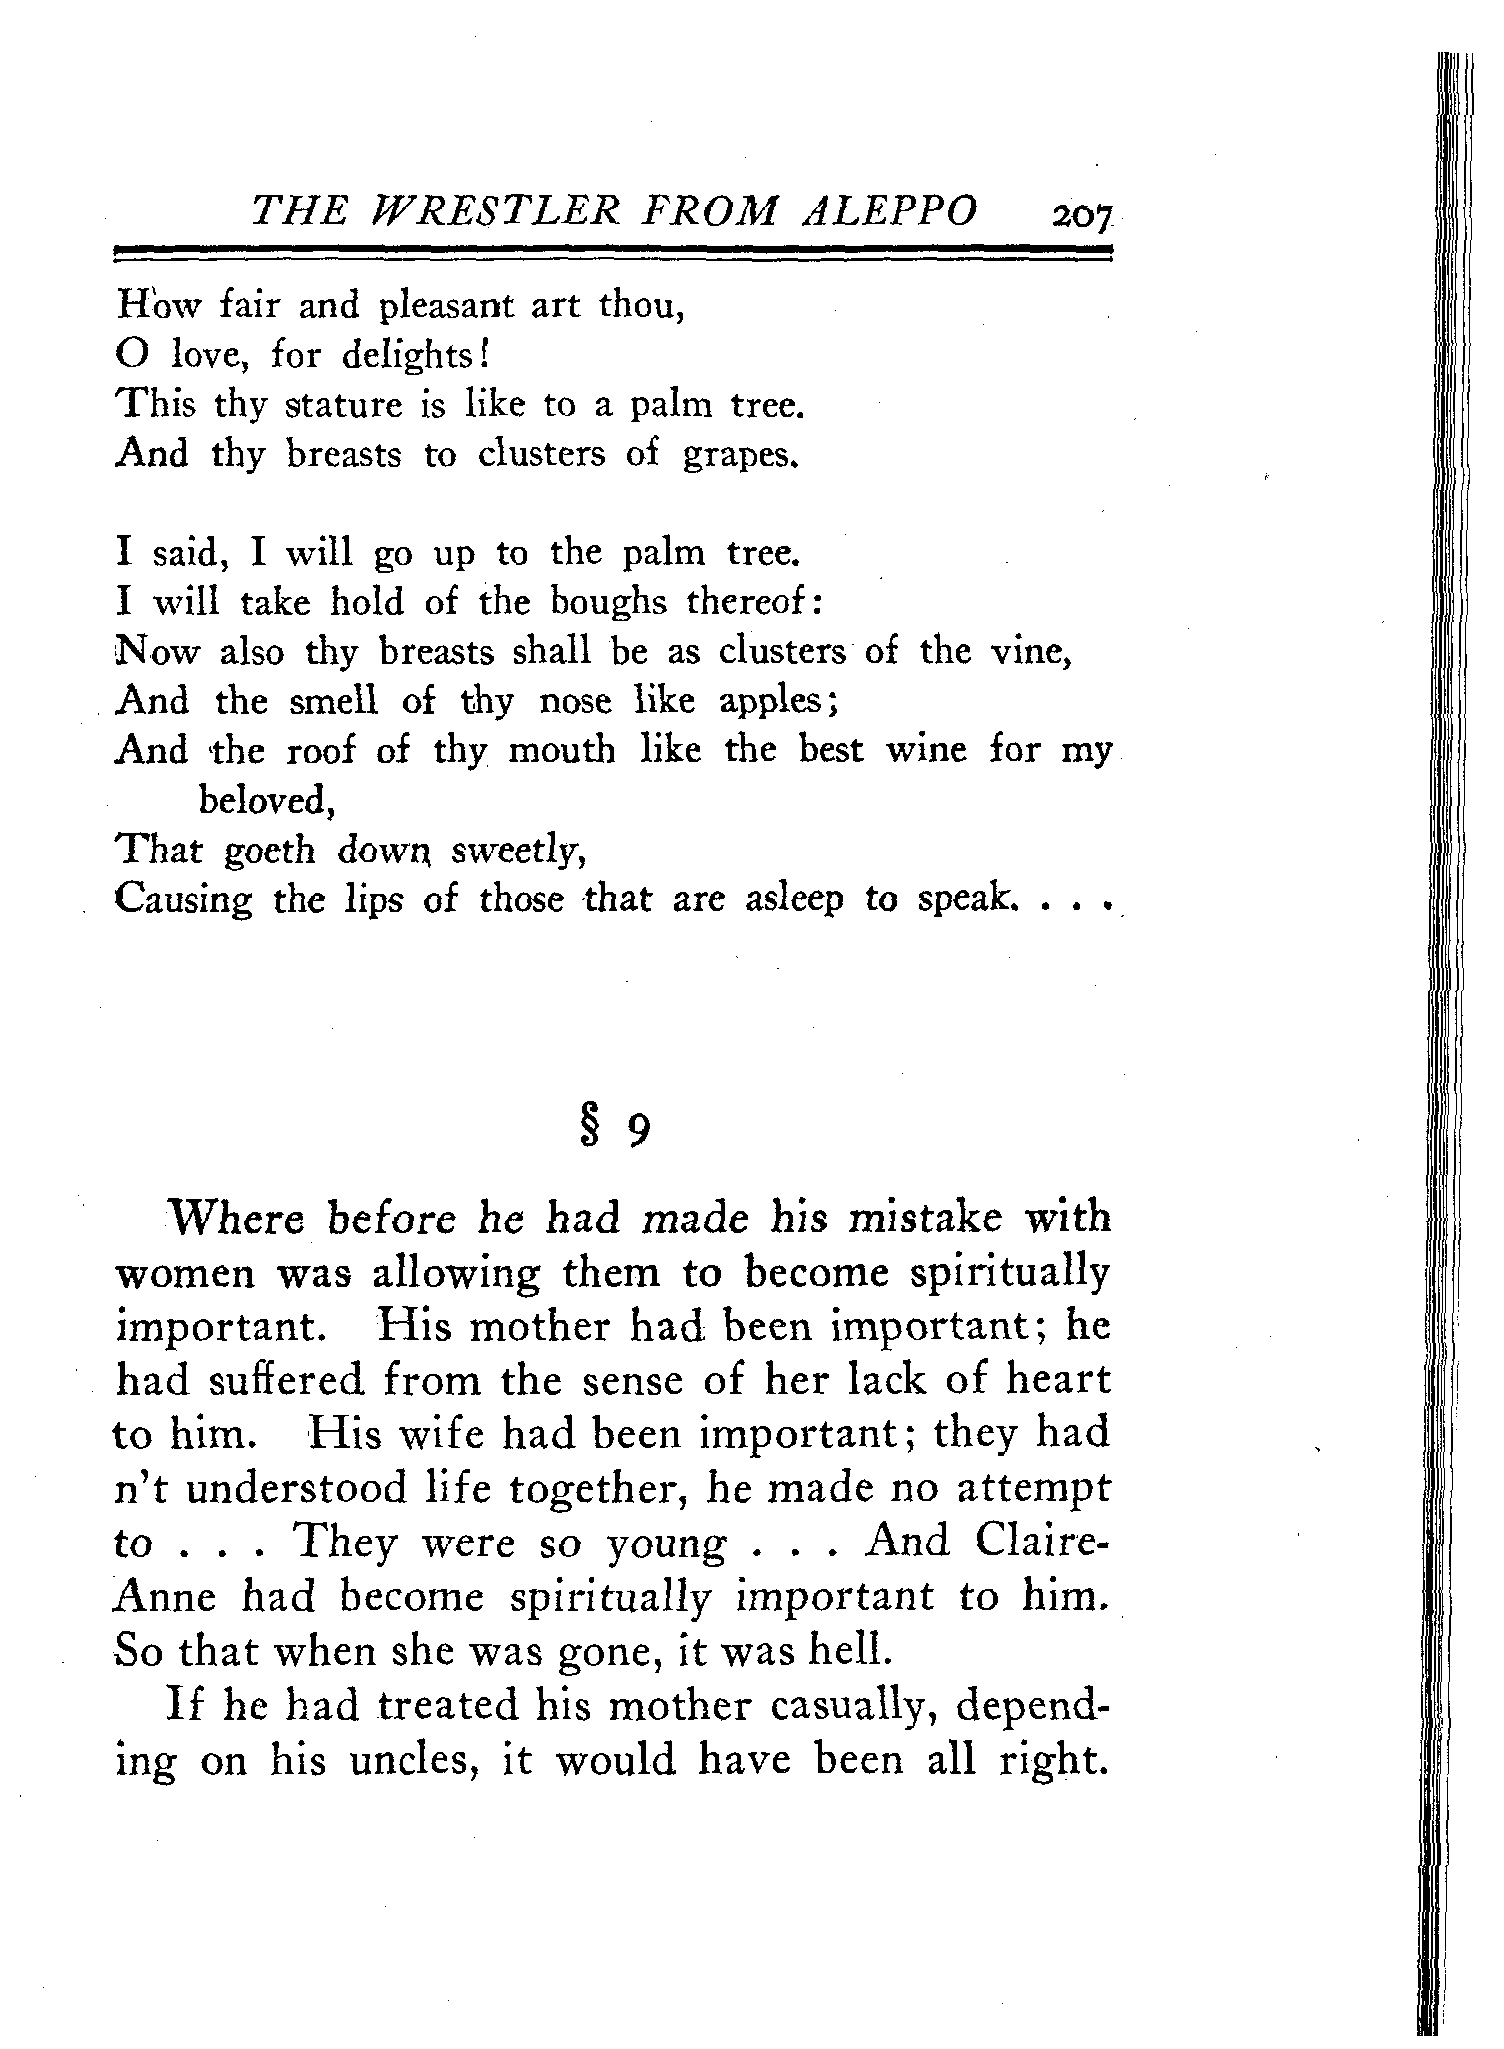 THE WRESTLER FROM ALEPPO 207
How fair and pleasant art thou,
O love, for delights!
This thy stature is like to a palm tree.
And thy breasts to clusters of grapes.
I said, I will go up to the palm tree.
I will take hold of the boughs thereof:
Now also thy breasts shall be as clusters of the vine,
And the smell of thy nose like apples;
And the roof of thy mouth like the best wine for my
beloved,
That goeth down sweetly,
Causing the lips of those that are asleep to speak. . . .
§ 9
Where before he had made his mistake with
women was allowing them to become spiritually
important. His mother had been important; he
had suffered from the sense of her lack of heart
to him. His wife had been important; they had
n't understood life together, he made no attempt
to . . . They were so young . . . And Claire-
Anne had become spiritually important to him.
So that when she was gone, it was hell.
If he had treated his mother casually, depend-
ing on his uncles, it would have been all right.